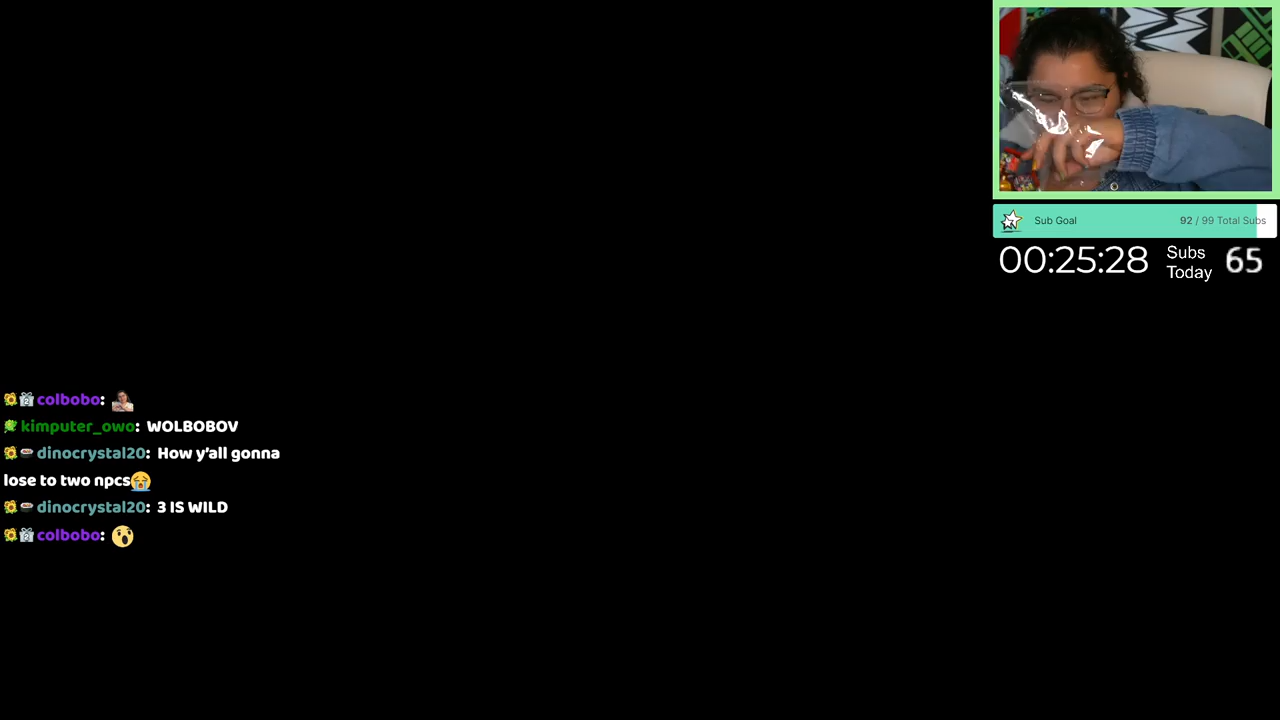 Sub Goal
92 / 99 Total Subs
00:25:28
Subs
Today
65
colbobo:
kimputer_owo: WOLBOBOV
dinocrystal20: How y'all gonna
lose to two npcs😭
dinocrystal20: 3 IS WILD
colbobo: 😲